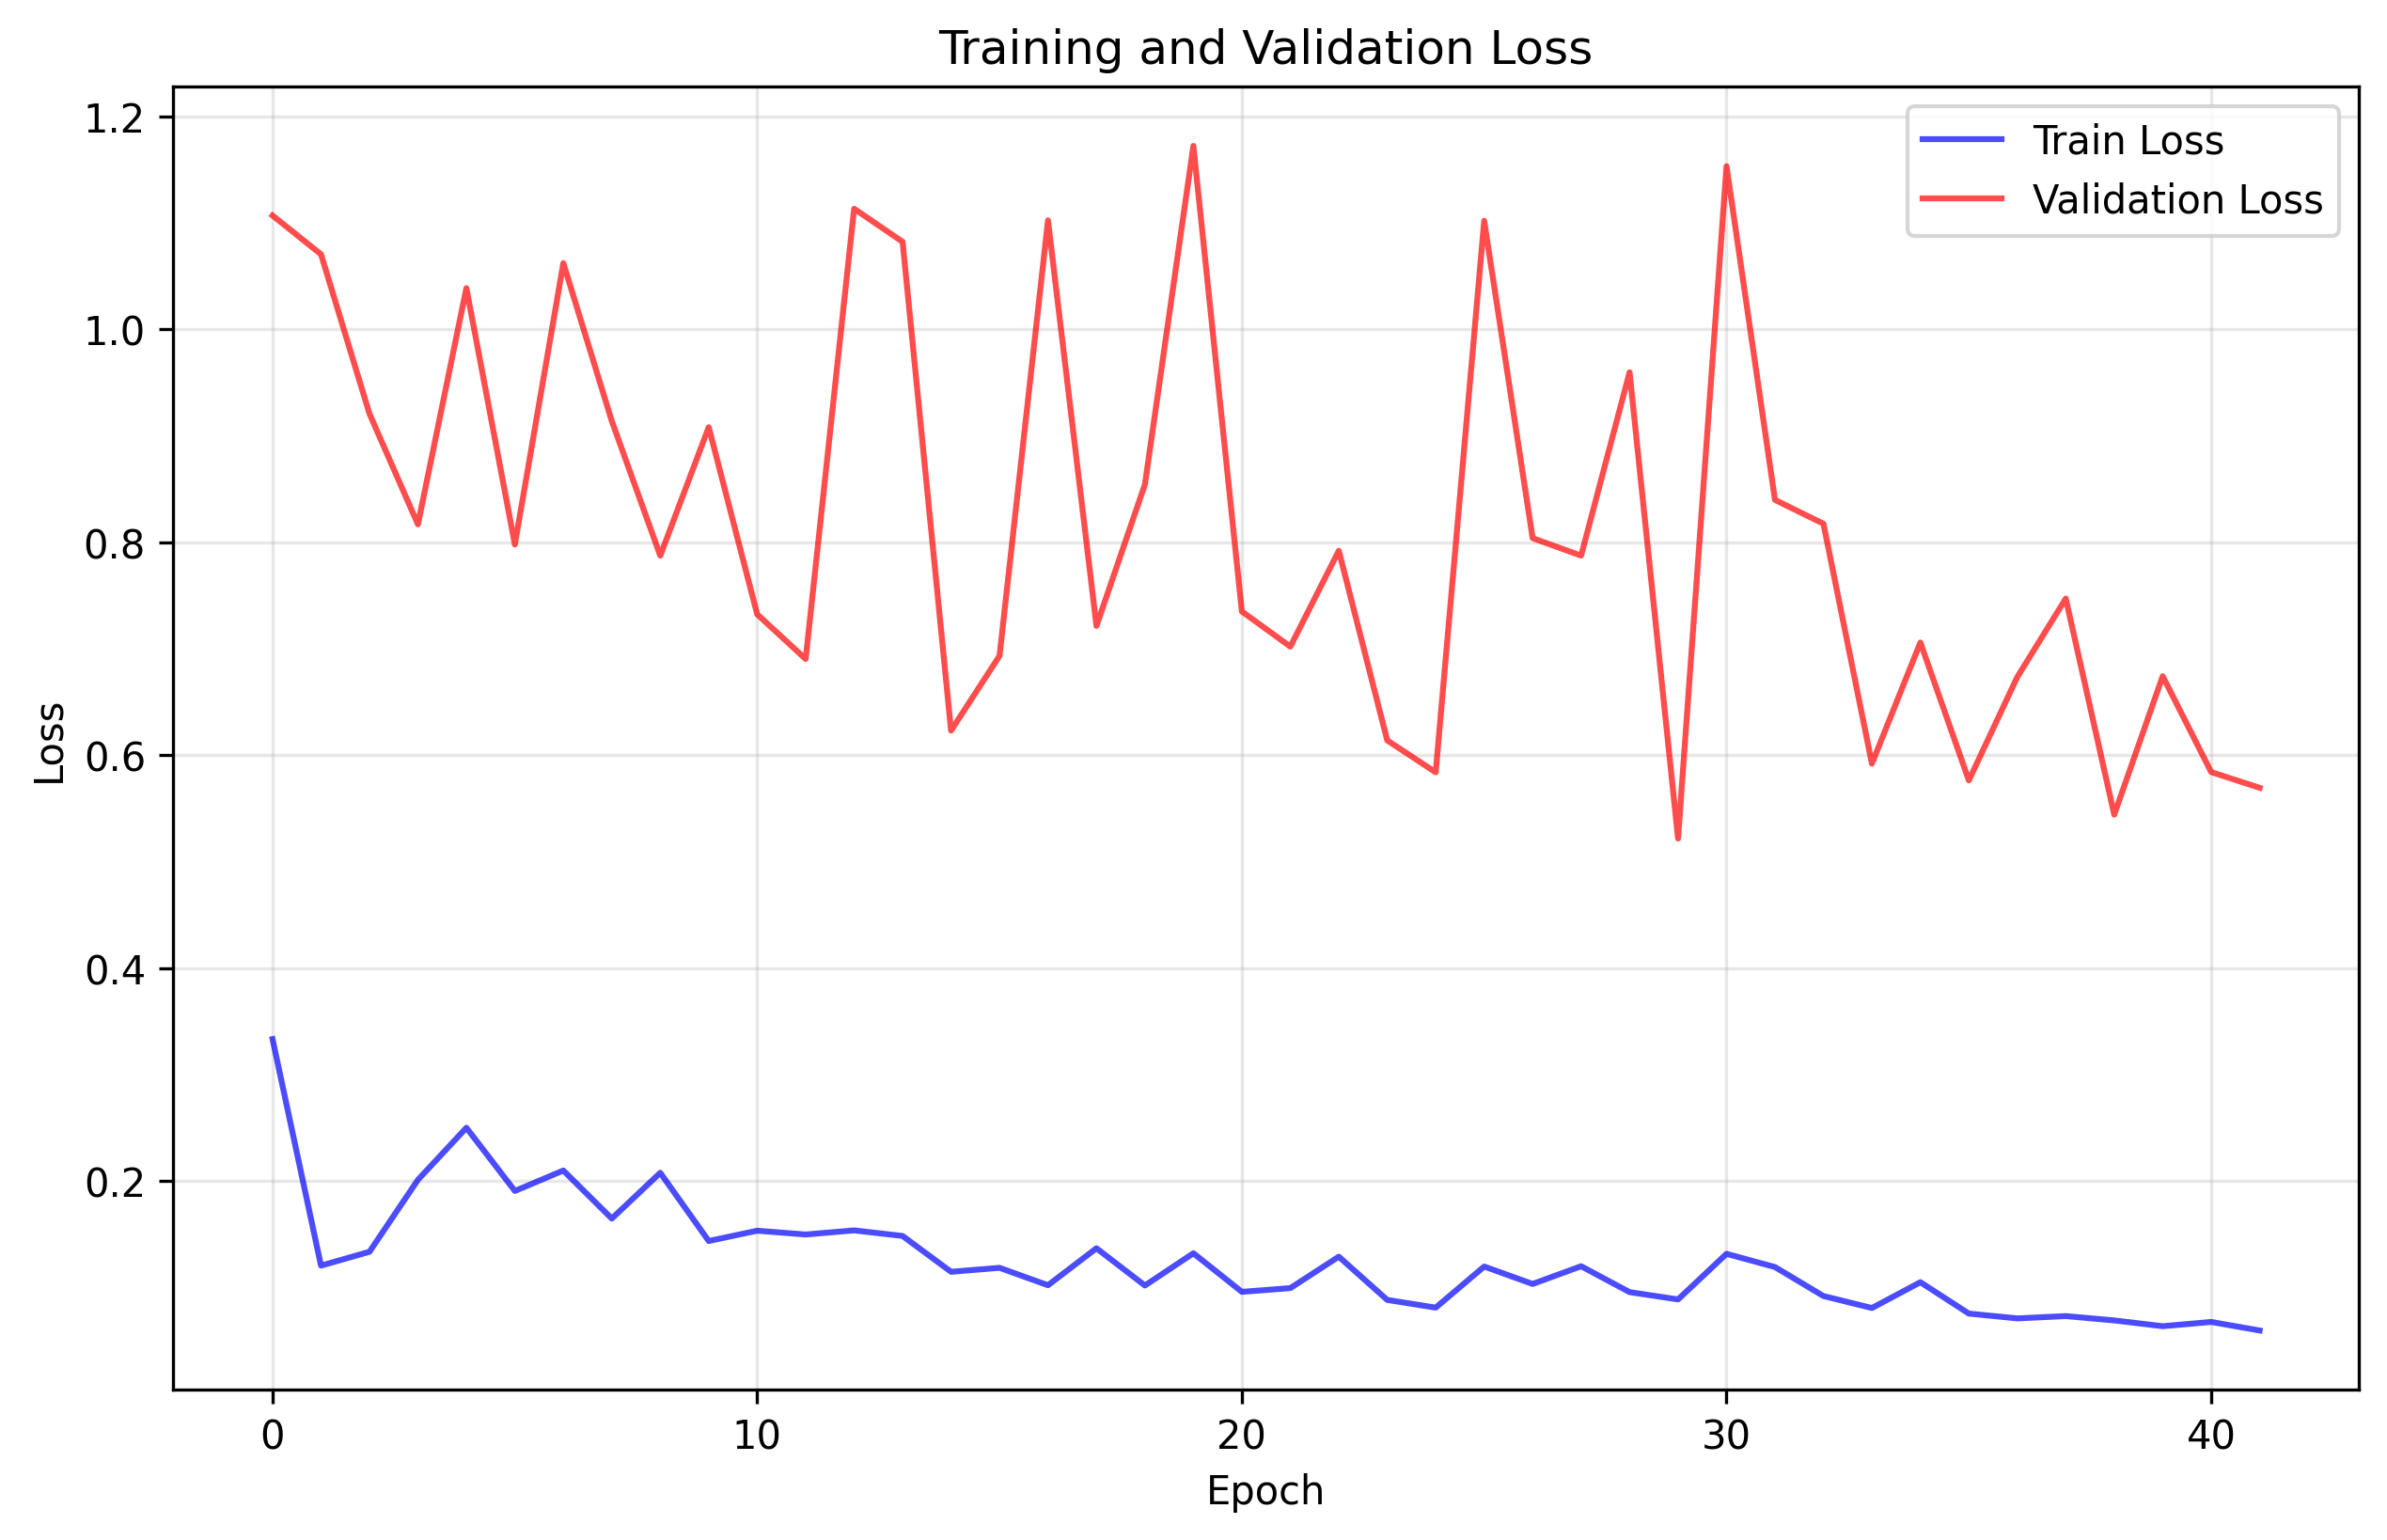 Training and Validation Loss
1.2
1.0
0.8
0.6
0.4
0.2
Loss
Train Loss
Validation Loss
0 10 20 30 40
Epoch